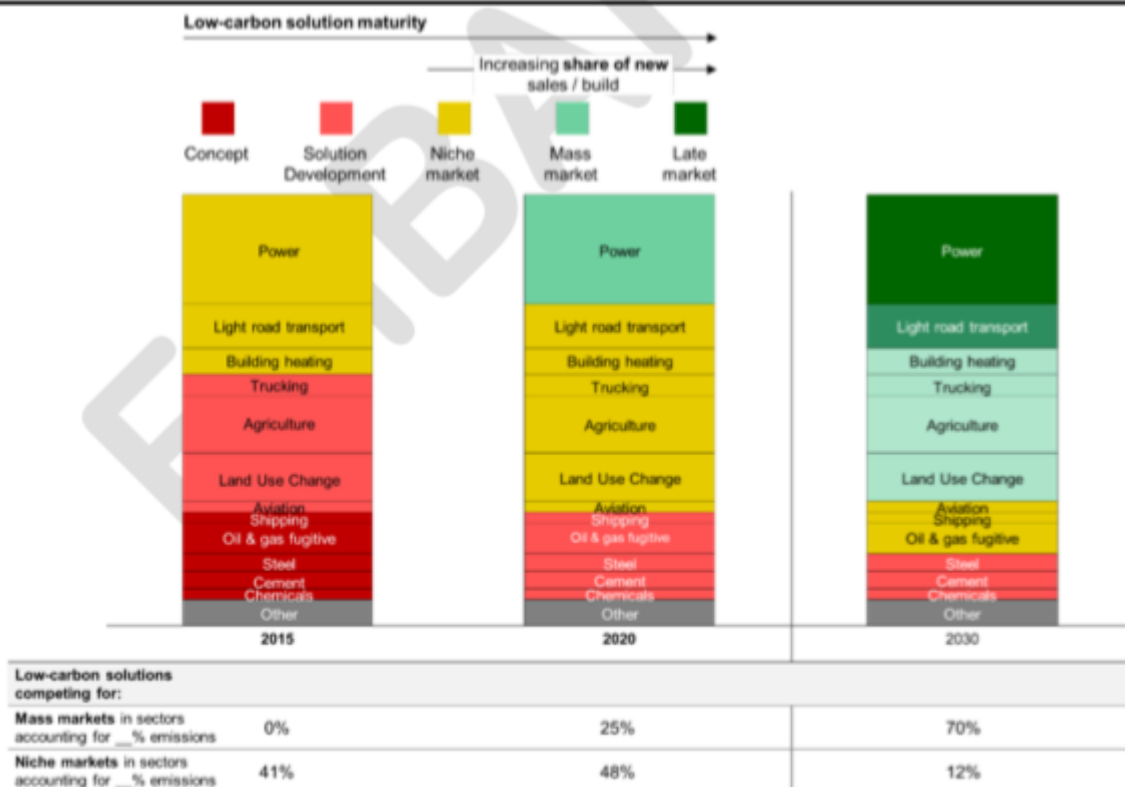 Low-carbon solution maturity
Increasing share of new
sales / build
Concept
Solution
Development
Niche
market
Mass
market
Late
market
Power
Light road transport
Building heating
Trucking
Agriculture
Land Use Change
Aviation
Shipping
Oil & gas fugitive
Steel
Cement
Chemicals
Other
2015
Power
Light road transport
Building heating
Trucking
Agriculture
Land Use Change
Aviation
Shipping
Oil & gas fugitive
Steel
Cement
Chemicals
Other
2020
Power
Light road transport
Building heating
Trucking
Agriculture
Land Use Change
Aviation
Shipping
Oil & gas fugitive
Steel
Cement
Chemicals
Other
2030
Low-carbon solutions
competing for:
Mass markets in sectors
accounting for __% emissions
0%
25%
70%
Niche markets in sectors
accounting for __% emissions
41%
48%
12%